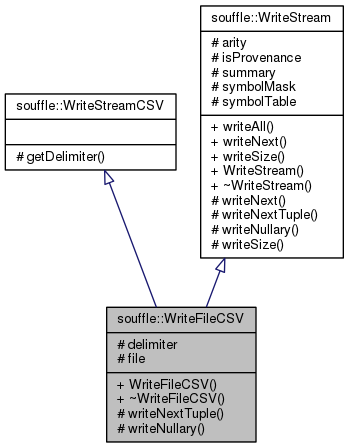 souffle::WriteStream
# arity
# isProvenance
# summary
# symbolMask
# symbolTable
+ writeAll()
+ writeNext()
+ writeSize()
+ WriteStream()
+ ~WriteStream()
# writeNext()
# writeNextTuple()
# writeNullary()
# writeSize()
souffle::WriteStreamCSV
# getDelimiter()
souffle::WriteFileCSV
# delimiter
# file
+ WriteFileCSV()
+ ~WriteFileCSV()
# writeNextTuple()
# writeNullary()